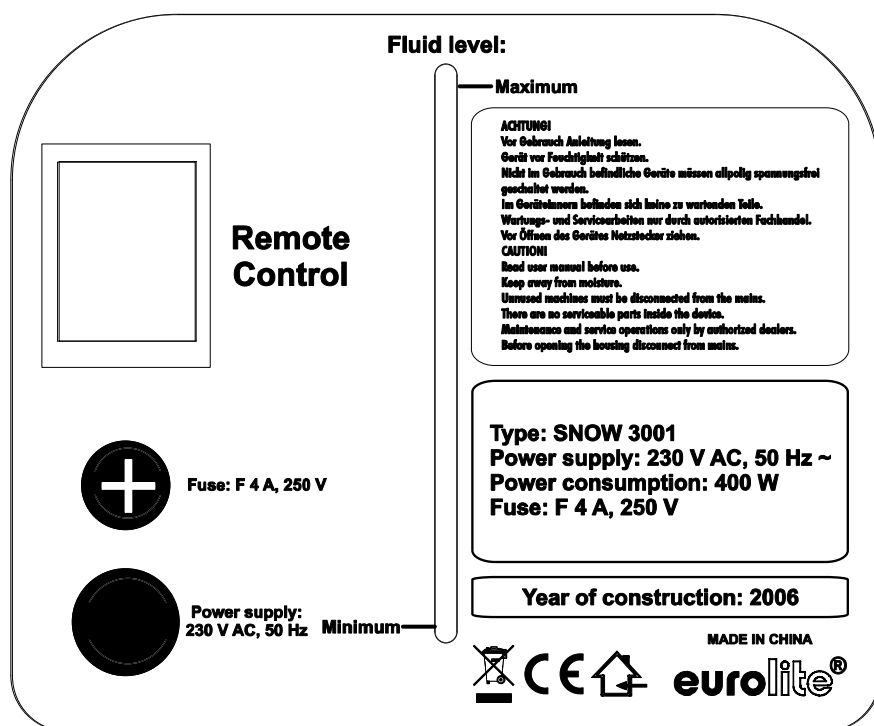 Fluid level:
Maximum
ACHTUNG!
Vor Gebrauch Anleitung lesen.
Gerät vor Feuchtigkeit schützen.
Nicht im Gebrauch befindliche Geräte müssen allpolig spannungsfrei
geschaltet werden.
Im Geräteinnern befinden sich keine zu wartenden Teile.
Wartungs- und Servicearbeiten nur durch autorisierten Fachhandel.
Vor Öffnen des Gerätes Netzstecker ziehen.
CAUTION!
Read user manual before use.
Keep away from moisture.
Unused machines must be disconnected from the mains.
There are no serviceable parts inside the device.
Maintenance and service operations only by authorized dealers.
Before opening the housing disconnect from mains.
Remote
Control
Type: SNOW 3001
Power supply: 230 V AC, 50 Hz ~
Power consumption: 400 W
Fuse: F 4 A, 250 V
Fuse: F 4 A, 250 V
Year of construction: 2006
Power supply:
230 V AC, 50 Hz
Minimum
MADE IN CHINA
CE
eurolite®